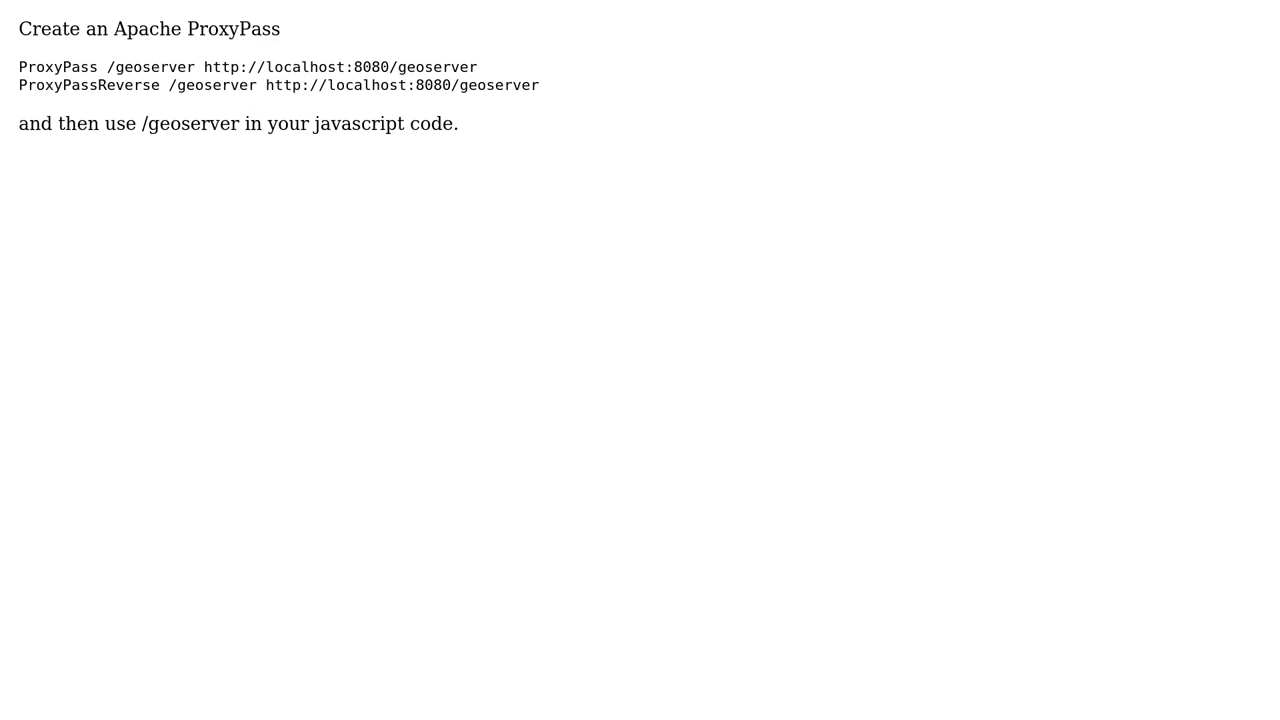 Create an Apache ProxyPass
ProxyPass /geoserver http://localhost:8080/geoserver
ProxyPassReverse /geoserver http://localhost:8080/geoserver
and then use /geoserver in your javascript code.